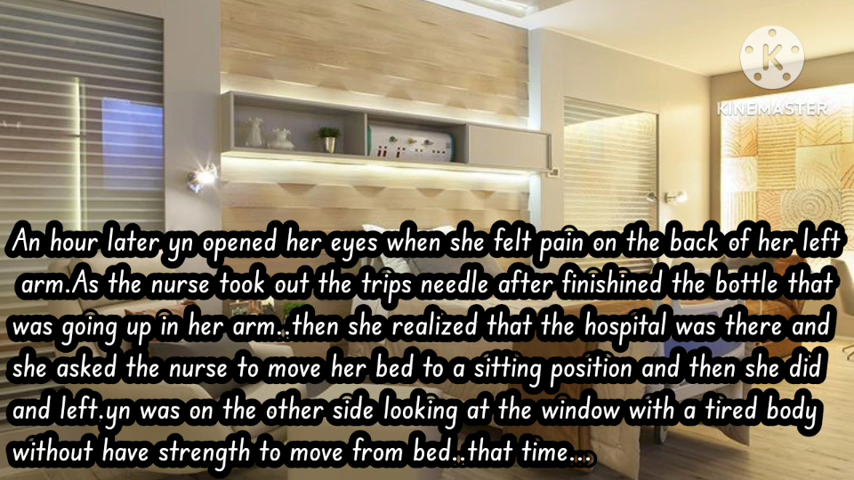 KINEMASTER
An hour later yn opened her eyes when she felt pain on the back of her left
arm.As the nurse took out the trips needle after finishined the bottle that
was going up in her arm..then she realized that the hospital was there and
she asked the nurse to move her bed to a sitting position and then she did
and left.yn was on the other side looking at the window with a tired body
without have strength to move from bed..that time...